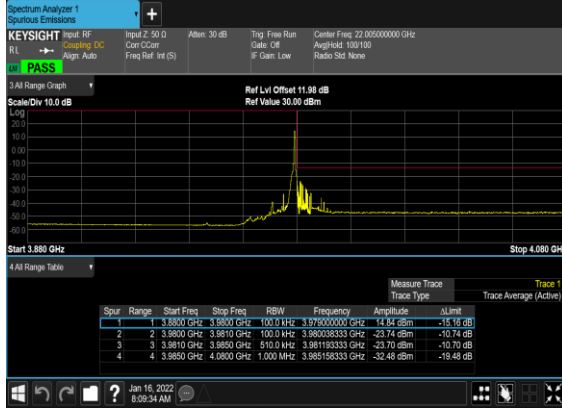 Spectrum Analyzer 1
Spurious Emissions
KEYSIGHT Input: RF Input Z: 50 Ω Atten: 30 dB Trig: Free Run Center Freq: 22.005000000 GHz
RL Coupling: DC Corr CCorr Gate: Off Avg|Hold: 100/100
Align: Auto Freq Ref: Int (S) IF Gain: Low Radio Std: None
PASS
3 All Range Graph
Ref Lvl Offset 11.98 dB
Scale/Div 10.0 dB Ref Value 30.00 dBm
Log
20.0
10.0
0.00
-10.0
-20.0
-30.0
-40.0
-50.0
-60.0
Start 3.880 GHz Stop 4.080 GH
4 All Range Table
Measure Trace Trace 1
Trace Type Trace Average (Active)
Spur Range Start Freq Stop Freq RBW Frequency Amplitude ΔLimit
1 1 3.8800 GHz 3.9800 GHz 100.0 kHz 3.979000000 GHz 14.84 dBm -15.16 dB
2 2 3.9800 GHz 3.9810 GHz 100.0 kHz 3.980038333 GHz -23.74 dBm -10.74 dB
3 3 3.9810 GHz 3.9850 GHz 510.0 kHz 3.981193333 GHz -23.70 dBm -10.70 dB
4 4 3.9850 GHz 4.0800 GHz 1.000 MHz 3.985158333 GHz -32.48 dBm -19.48 dB
Jan 16, 2022
8:09:34 AM